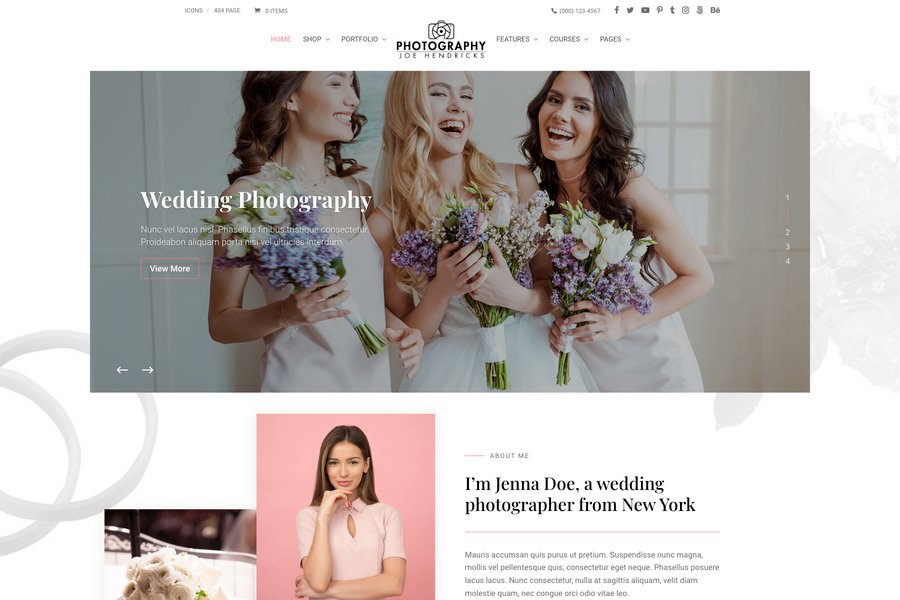 ICONS / 404 PAGE 0 ITEMS (000) 123-4567
HOME SHOP PORTFOLIO FEATURES COURSES PAGES
PHOTOGRAPHY
JOE HENDRICKS
Wedding Photography
Nunc vel lacus nisl. Phasellus finibus tristique consectetur.
Proideabon aliquam porta nisi vel ultricies interdum.
View More
1
2
3
4
ABOUT ME
I’m Jenna Doe, a wedding
photographer from New York
Mauris accumsan quis purus ut pretium. Suspendisse nunc magna,
mollis vel pellentesque quis, consectetur eget neque. Phasellus posuere
lacus lacus. Nunc consectetur, nulla at sagittis aliquam, velit diam
molestie quam, nec congue orci odio vitae leo.